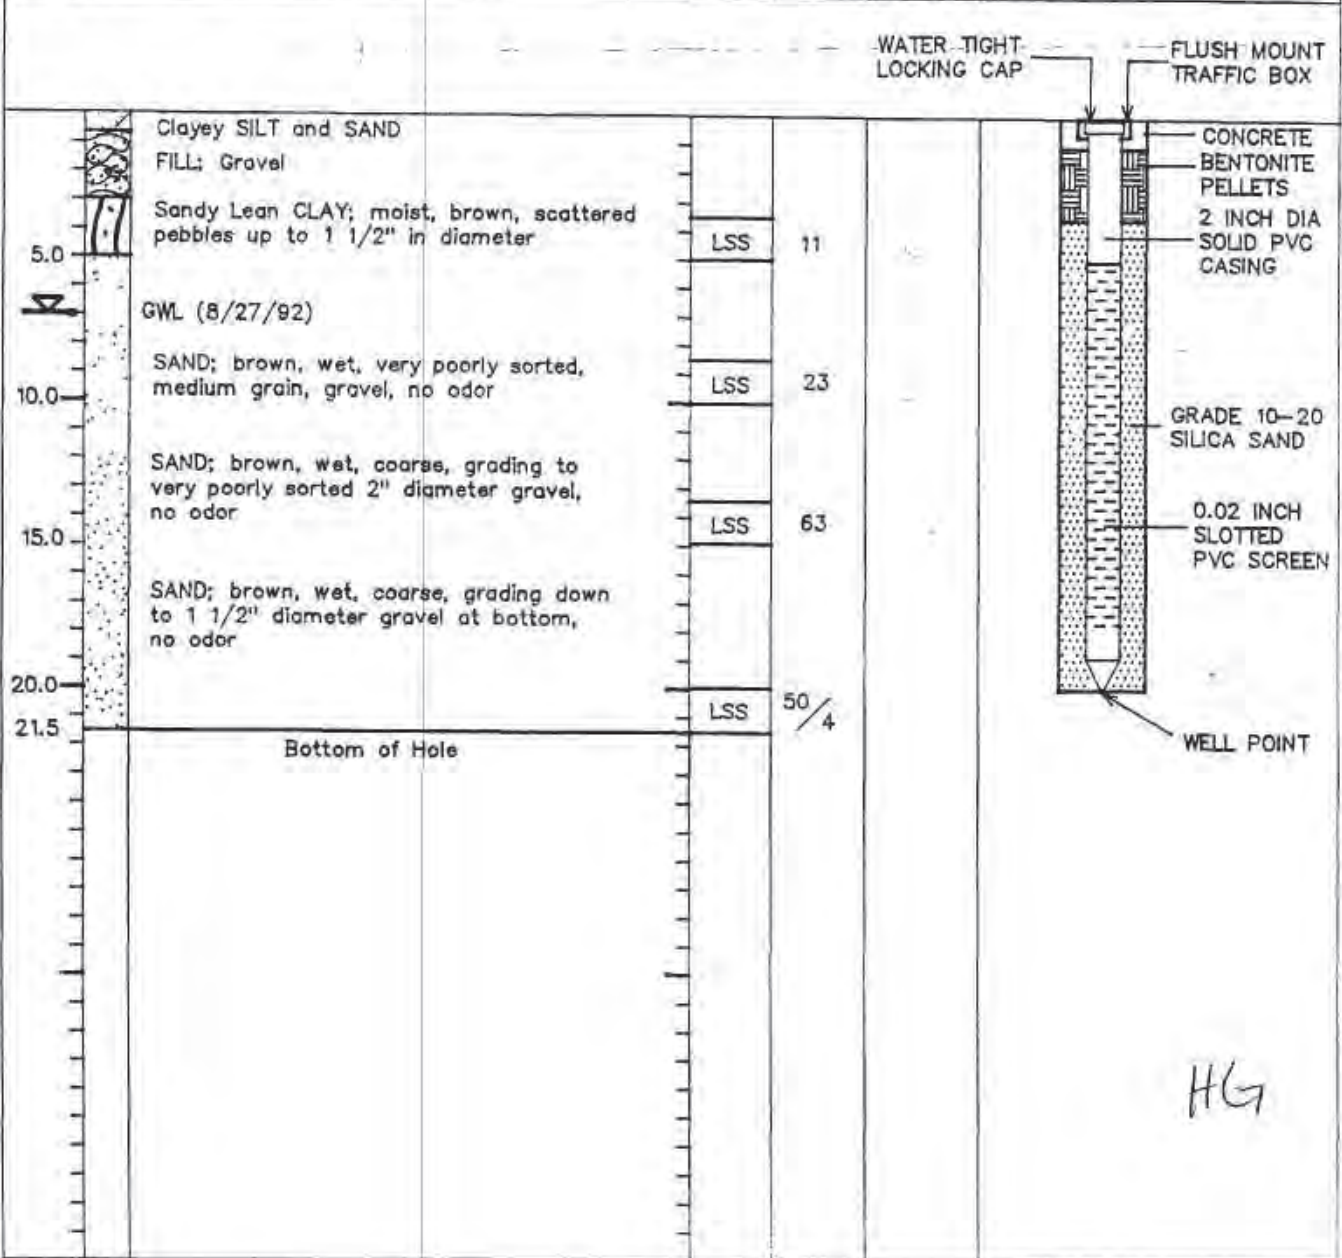 WATER TIGHT
LOCKING CAP
FLUSH MOUNT
TRAFFIC BOX
Clayey SILT and SAND
FILL: Gravel
Sandy Lean CLAY; moist, brown, scattered
pebbles up to 1 1/2" in diameter
5.0
GWL (8/27/92)
SAND; brown, wet, very poorly sorted,
medium grain, gravel, no odor
10.0
SAND; brown, wet, coarse, grading to
very poorly sorted 2" diameter gravel,
no odor
15.0
SAND; brown, wet, coarse, grading down
to 1 1/2" diameter gravel at bottom,
no odor
20.0
21.5
Bottom of Hole
LSS 11
LSS 23
LSS 63
LSS 50/4
CONCRETE
BENTONITE
PELLETS
2 INCH DIA
SOLID PVC
CASING
GRADE 10-20
SILICA SAND
0.02 INCH
SLOTTED
PVC SCREEN
WELL POINT
HG